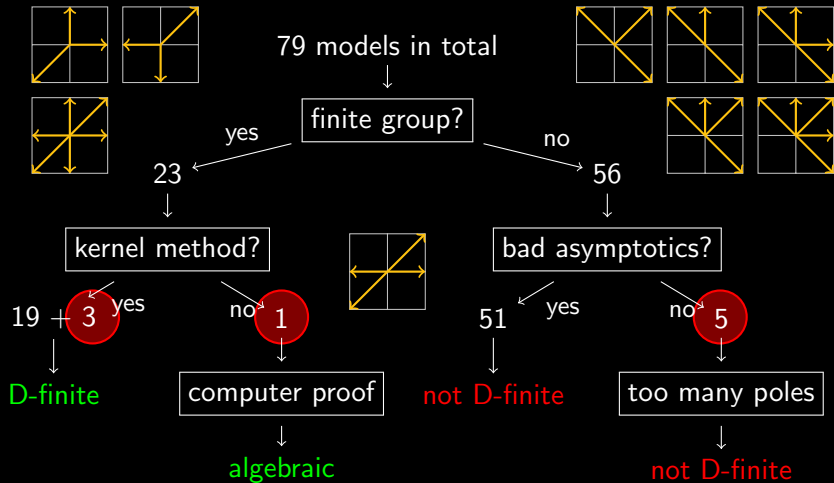 79 models in total
finite group?
yes
no
23
56
kernel method?
bad asymptotics?
yes
no
yes
no
19 + 3
1
51
5
D-finite
computer proof
not D-finite
too many poles
algebraic
not D-finite